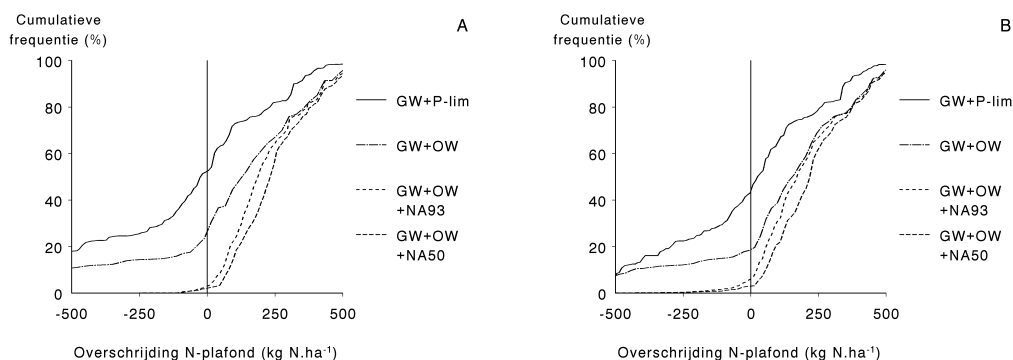 Cumulatieve
frequentie (%)
A
100
80
60
40
20
0
-500
-250
0
250
500
Overschrijding N-plafond (kg N.ha-1)
GW+P-lim
GW+OW
GW+OW
+NA93
GW+OW
+NA50
Cumulatieve
frequentie (%)
B
100
80
60
40
20
0
-500
-250
0
250
500
Overschrijding N-plafond (kg N.ha-1)
GW+P-lim
GW+OW
GW+OW
+NA93
GW+OW
+NA50